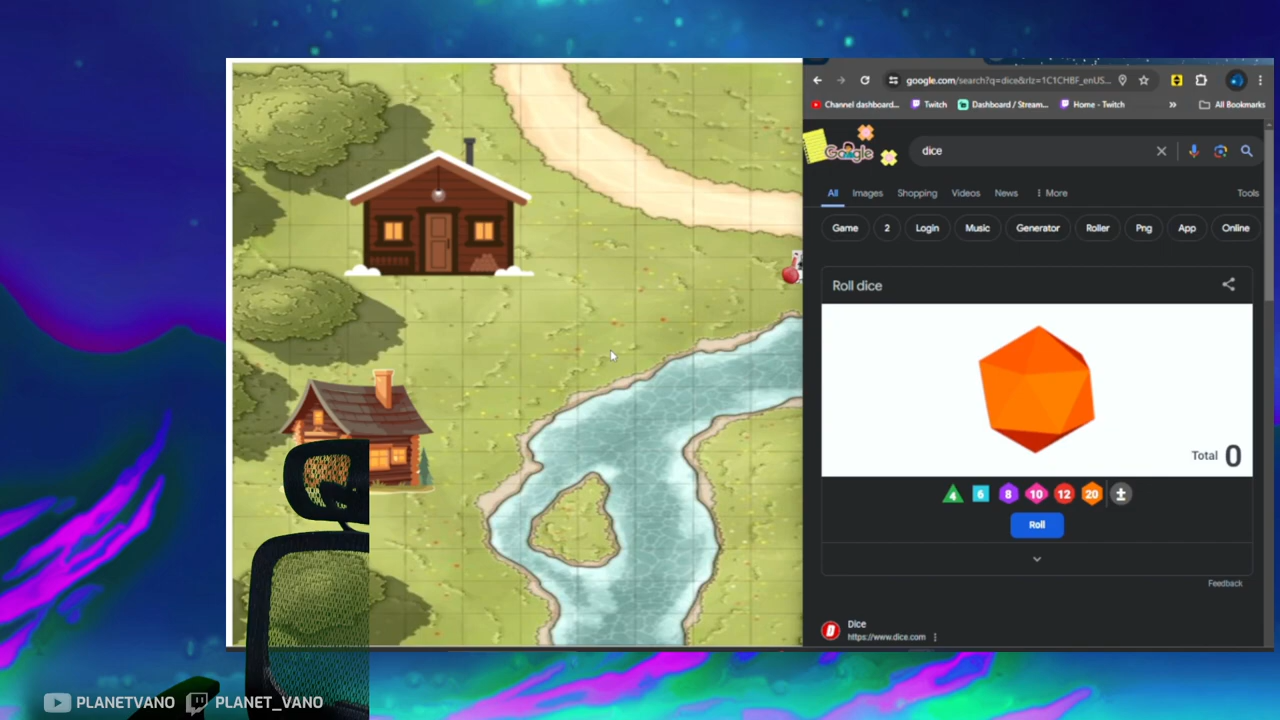 google.com/search?q=dice&rlz=1C1CHBF_enUS...
Channel dashboard... Twitch Dashboard / Stream... Home - Twitch » All Bookmarks
Google dice
All Images Shopping Videos News More Tools
Game 2 Login Music Generator Roller Png App Online
Roll dice
Total 0
4 6 8 10 12 20 ±
Roll
Feedback
D Dice
https://www.dice.com
PLANETVANO PLANET_VANO